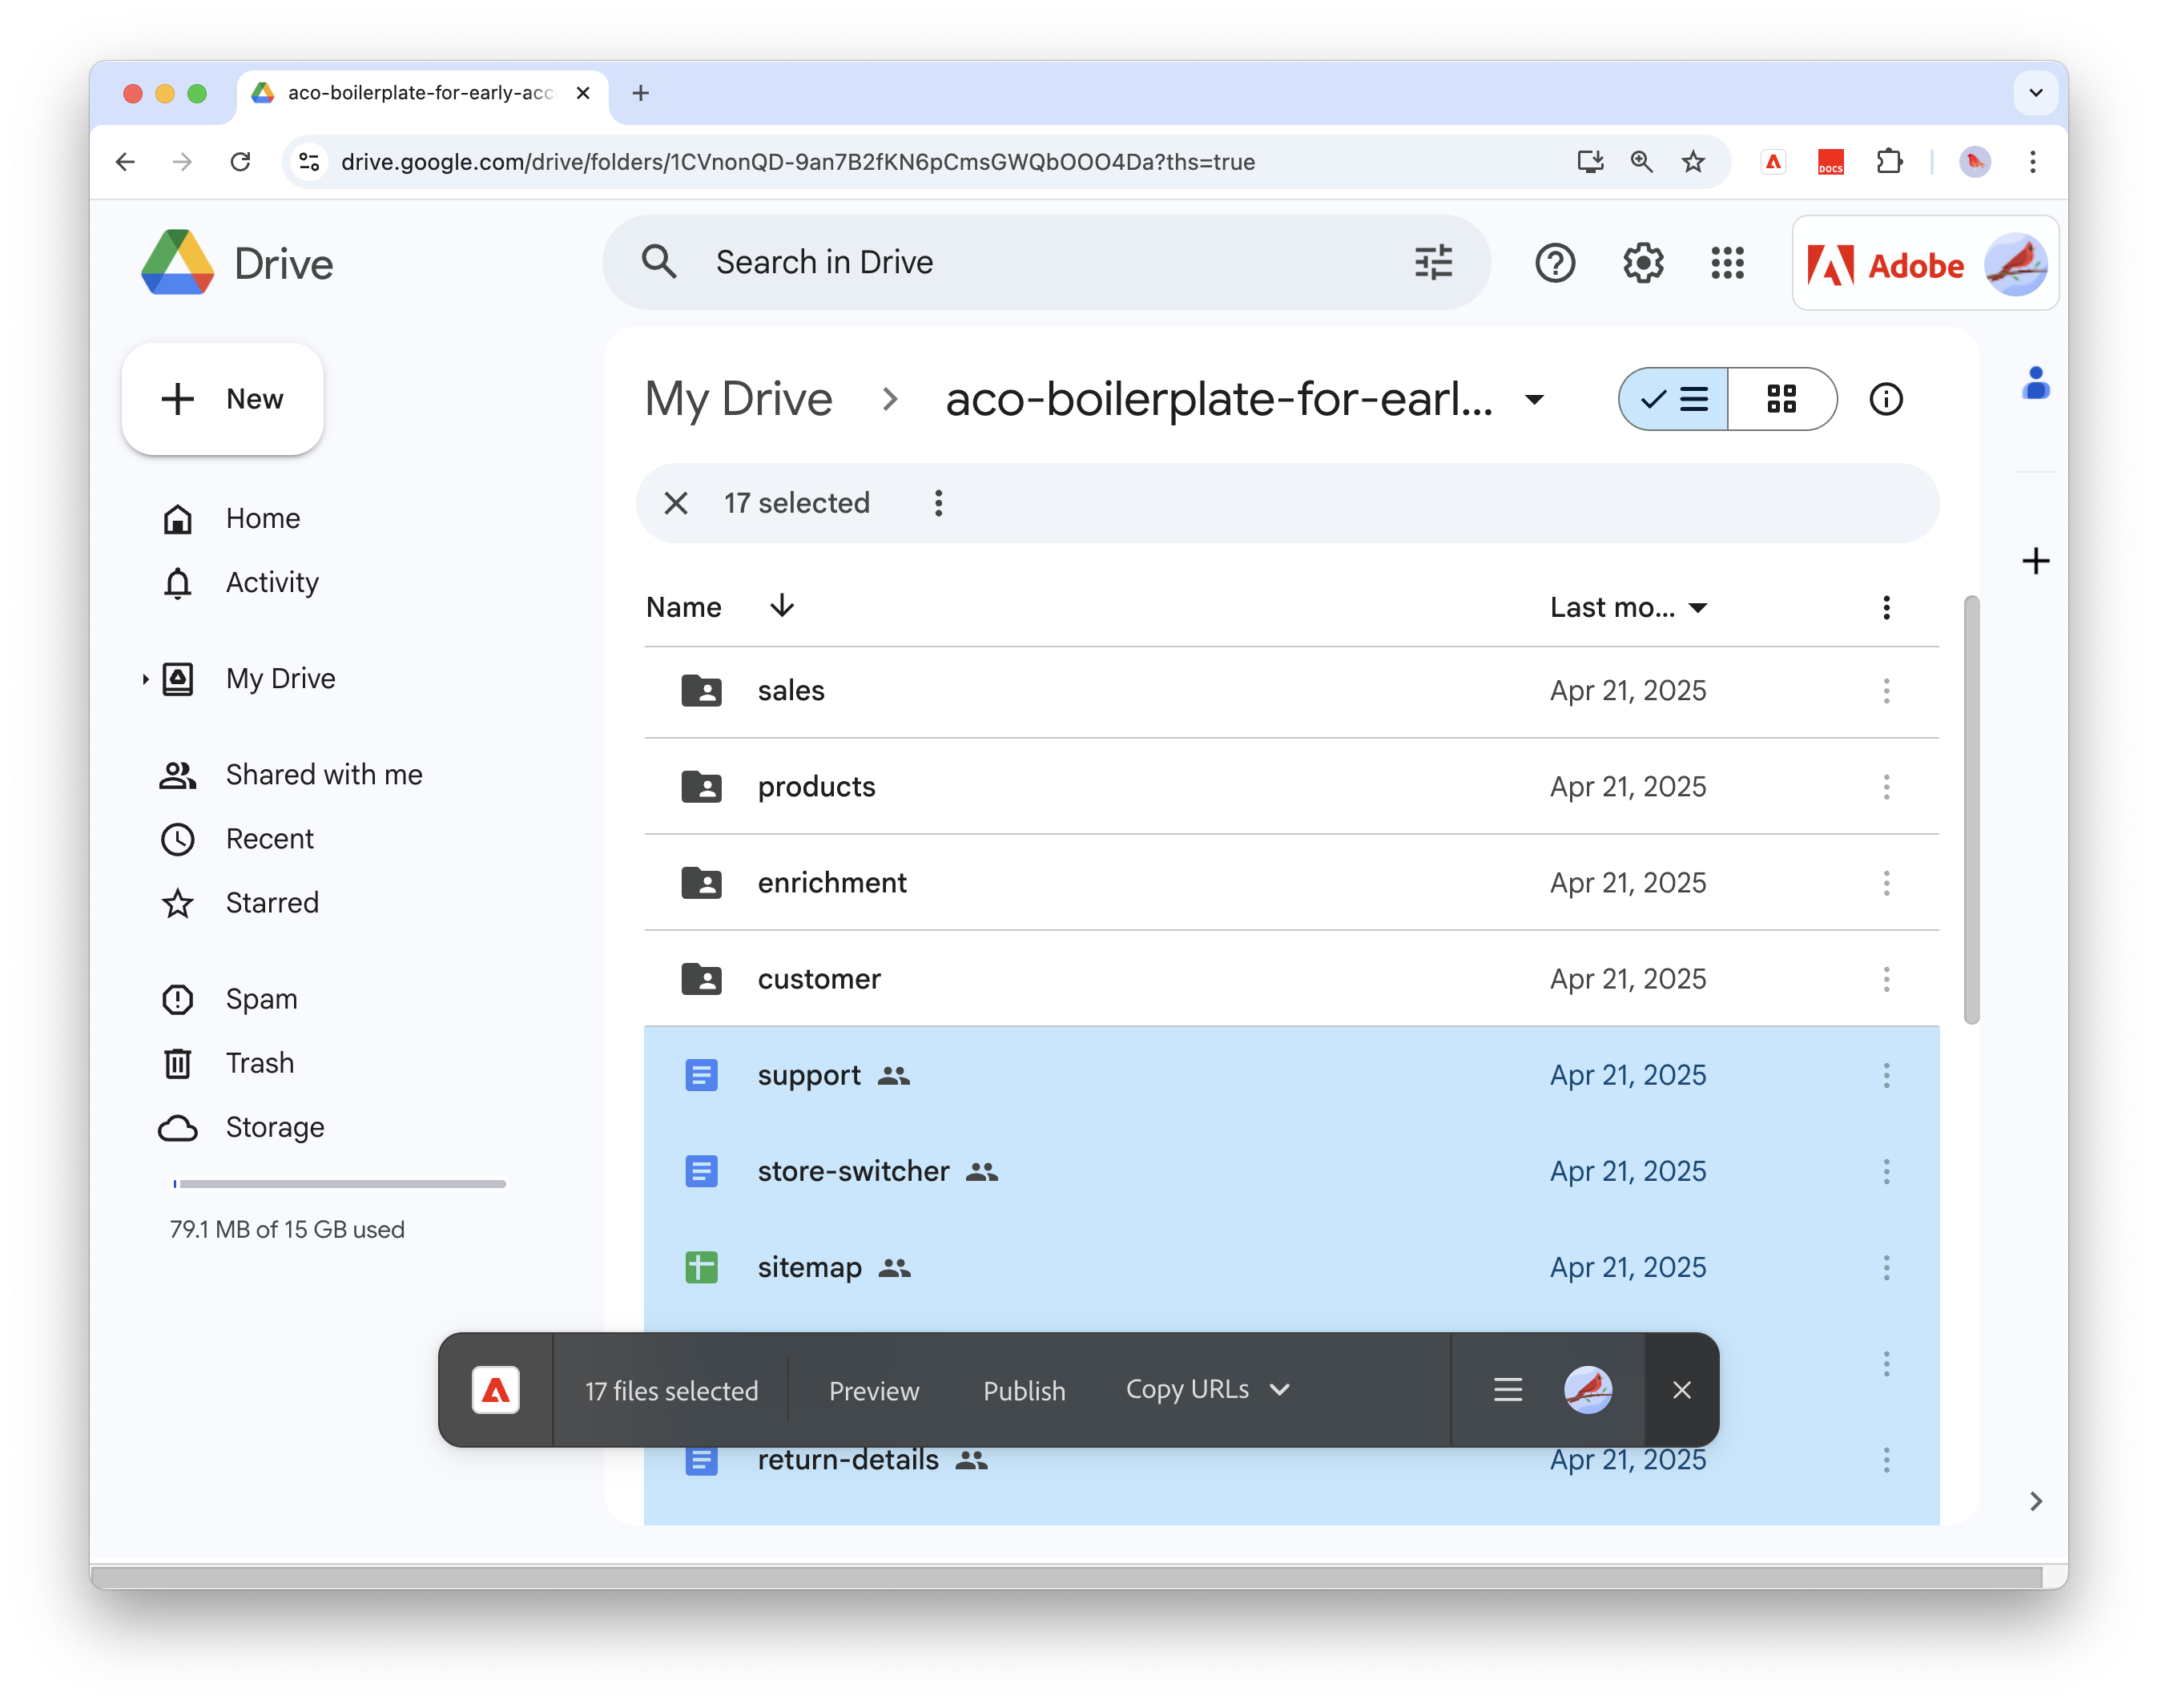 aco-boilerplate-for-early-acc
drive.google.com/drive/folders/1CVnonQD-9an7B2fKN6pCmsGWQbOOO4Da?ths=true
DOCS
Drive
Search in Drive
Adobe
New
My Drive
aco-boilerplate-for-earl...
17 selected
Home
Activity
My Drive
Shared with me
Recent
Starred
Spam
Trash
Storage
79.1 MB of 15 GB used
Name
Last mo...
sales
Apr 21, 2025
products
Apr 21, 2025
enrichment
Apr 21, 2025
customer
Apr 21, 2025
support
Apr 21, 2025
store-switcher
Apr 21, 2025
sitemap
Apr 21, 2025
17 files selected
Preview
Publish
Copy URLs
return-details
Apr 21, 2025